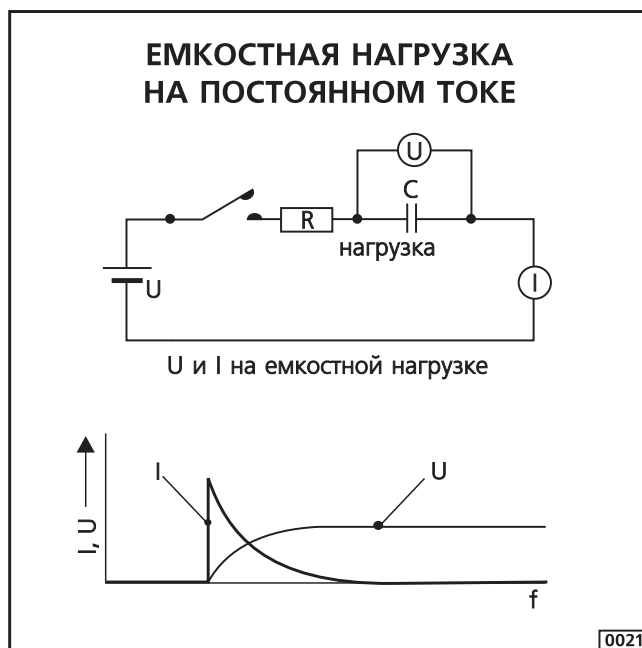 ЕМКОСТНАЯ НАГРУЗКА
НА ПОСТОЯННОМ ТОКЕ
U
C
R
нагрузка
U
I
U и I на емкостной нагрузке
I
U
I, U
f
0021